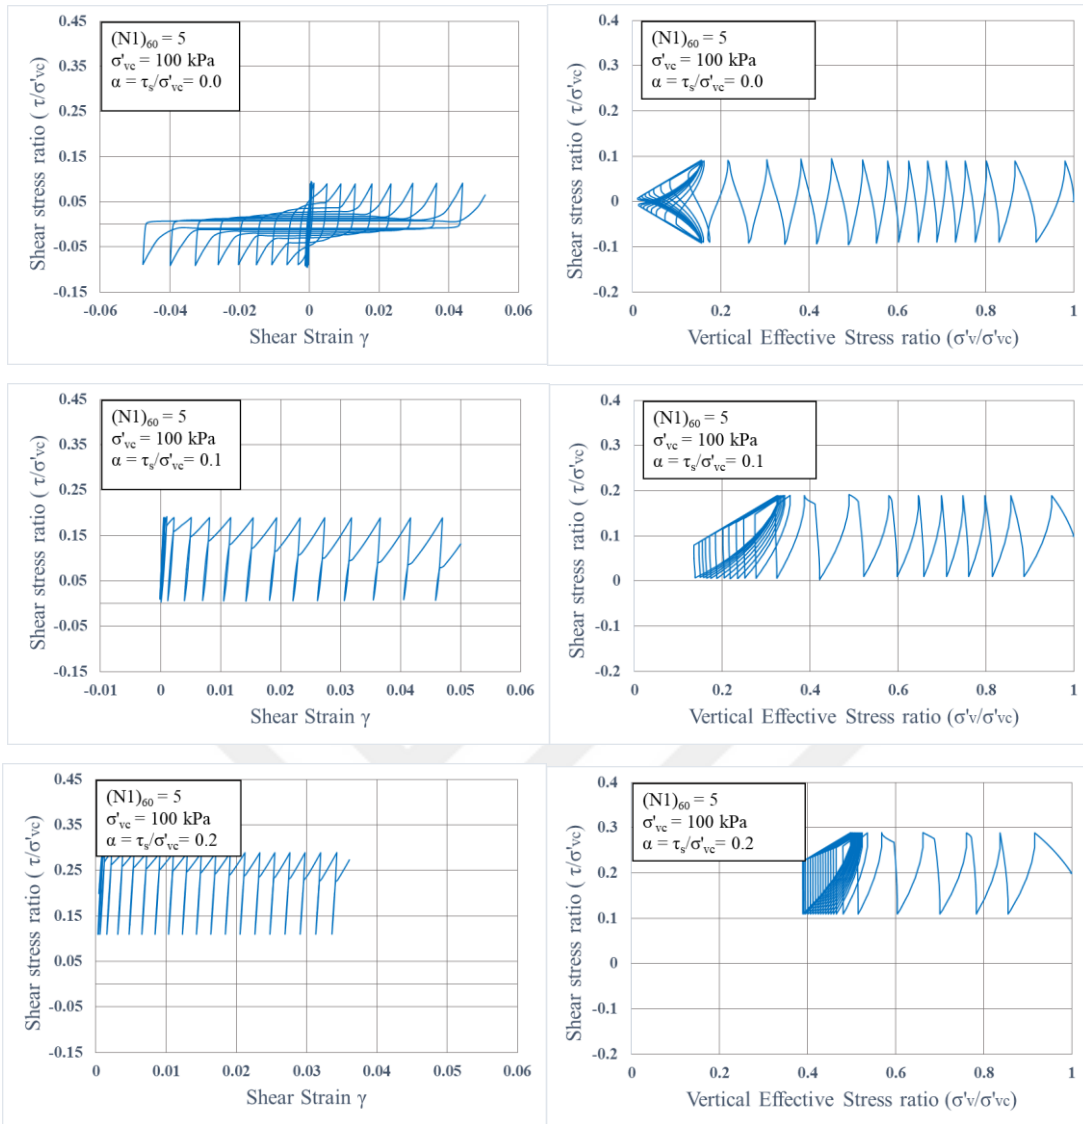 0.45
0.35
0.25
0.15
0.05
-0.05
-0.15
Shear stress ratio ( τ/σ'vc)
(N1)60 = 5
σ'vc = 100 kPa
α = τs/σ'vc= 0.0
-0.06 -0.04 -0.02 0 0.02 0.04 0.06
Shear Strain γ
0.4
0.3
0.2
0.1
0
-0.1
-0.2
Shear stress ratio ( τ/σ'vc)
(N1)60 = 5
σ'vc = 100 kPa
α = τs/σ'vc= 0.0
0 0.2 0.4 0.6 0.8 1
Vertical Effective Stress ratio (σ'v/σ'vc)
0.45
0.35
0.25
0.15
0.05
-0.05
-0.15
Shear stress ratio ( τ/σ'vc)
(N1)60 = 5
σ'vc = 100 kPa
α = τs/σ'vc= 0.1
-0.01 0 0.01 0.02 0.03 0.04 0.05 0.06
Shear Strain γ
0.4
0.3
0.2
0.1
0
-0.1
-0.2
Shear stress ratio ( τ/σ'vc)
(N1)60 = 5
σ'vc = 100 kPa
α = τs/σ'vc= 0.1
0 0.2 0.4 0.6 0.8 1
Vertical Effective Stress ratio (σ'v/σ'vc)
0.45
0.35
0.25
0.15
0.05
-0.05
-0.15
Shear stress ratio ( τ/σ'vc)
(N1)60 = 5
σ'vc = 100 kPa
α = τs/σ'vc= 0.2
0 0.01 0.02 0.03 0.04 0.05 0.06
Shear Strain γ
0.4
0.3
0.2
0.1
0
-0.1
-0.2
Shear stress ratio ( τ/σ'vc)
(N1)60 = 5
σ'vc = 100 kPa
α = τs/σ'vc= 0.2
0 0.2 0.4 0.6 0.8 1
Vertical Effective Stress ratio (σ'v/σ'vc)